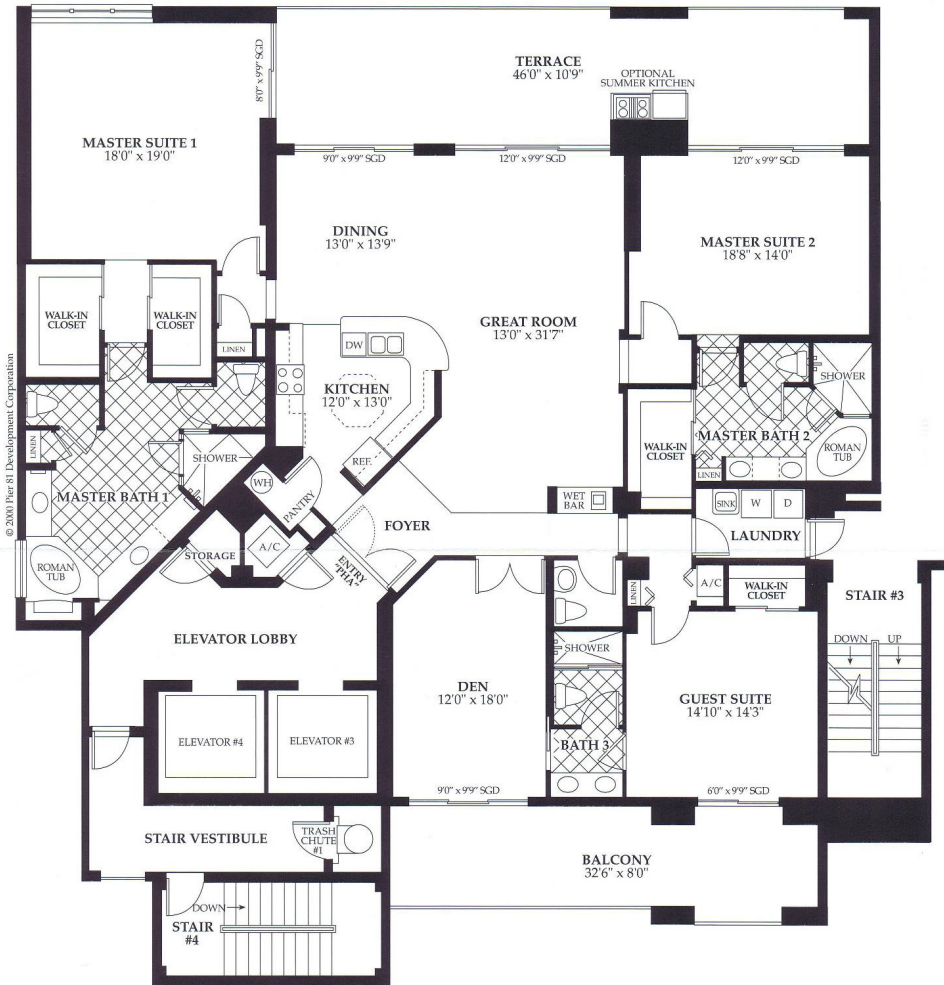 TERRACE
46'0" x 10'9"
OPTIONAL
SUMMER KITCHEN
8'0" x 9'9" SGD
MASTER SUITE 1
18'0" x 19'0"
9'0" x 9'9" SGD
12'0" x 9'9" SGD
12'0" x 9'9" SGD
DINING
13'0" x 13'9"
MASTER SUITE 2
18'8" x 14'0"
WALK-IN
CLOSET
WALK-IN
CLOSET
GREAT ROOM
13'0" x 31'7"
LINEN
DW
KITCHEN
12'0" x 13'0"
SHOWER
LINEN
SHOWER
REF.
WALK-IN
CLOSET
MASTER BATH 2
ROMAN
TUB
LINEN
WH
PANTRY
MASTER BATH 1
WET
BAR
SINK
W
D
LAUNDRY
FOYER
STORAGE
A/C
ENTRY
"PHA"
ROMAN
TUB
LINEN
A/C
WALK-IN
CLOSET
STAIR #3
DOWN
UP
ELEVATOR LOBBY
SHOWER
DEN
12'0" x 18'0"
GUEST SUITE
14'10" x 14'3"
ELEVATOR #4
ELEVATOR #3
BATH 3
9'0" x 9'9" SGD
6'0" x 9'9" SGD
STAIR VESTIBULE
TRASH
CHUTE
#1
BALCONY
32'6" x 8'0"
DOWN
STAIR
#4
© 2000 Pier 81 Development Corporation